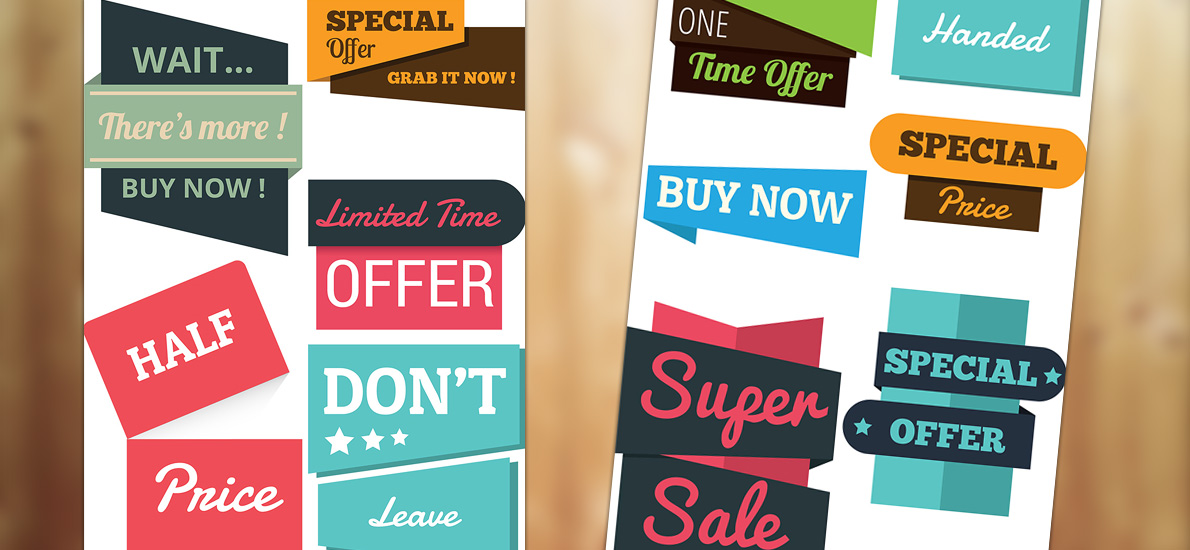 WAIT...
There's more !
BUY NOW !
SPECIAL
Offer
GRAB IT NOW !
Limited Time
OFFER
HALF
Price
DON'T
Leave
ONE
Time Offer
Handed
BUY NOW
SPECIAL
Price
Super
Sale
SPECIAL
OFFER